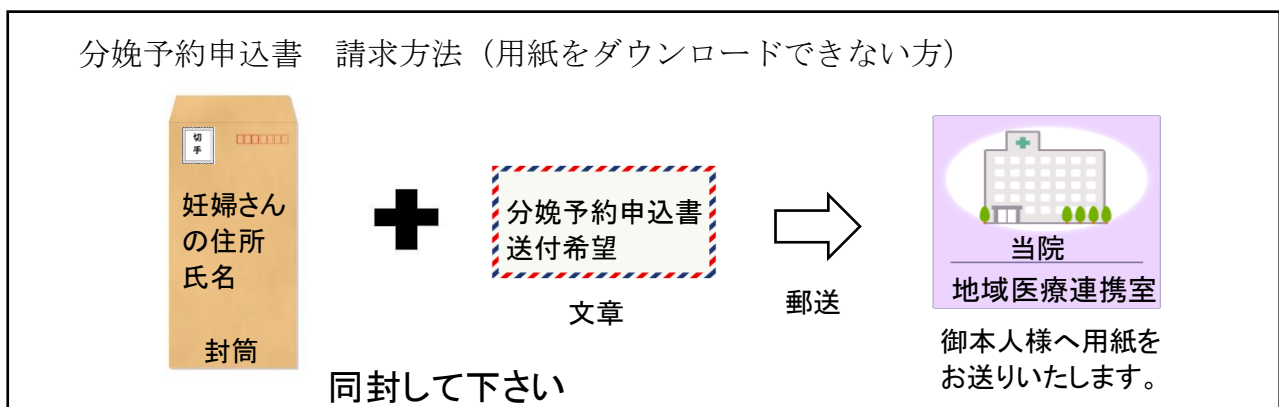 分娩予約申込書　請求方法（用紙をダウンロードできない方）
切
手
妊婦さん
の住所
氏名
封筒
分娩予約申込書
送付希望
文章
同封して下さい
郵送
当院
地域医療連携室
御本人様へ用紙を
お送りいたします。